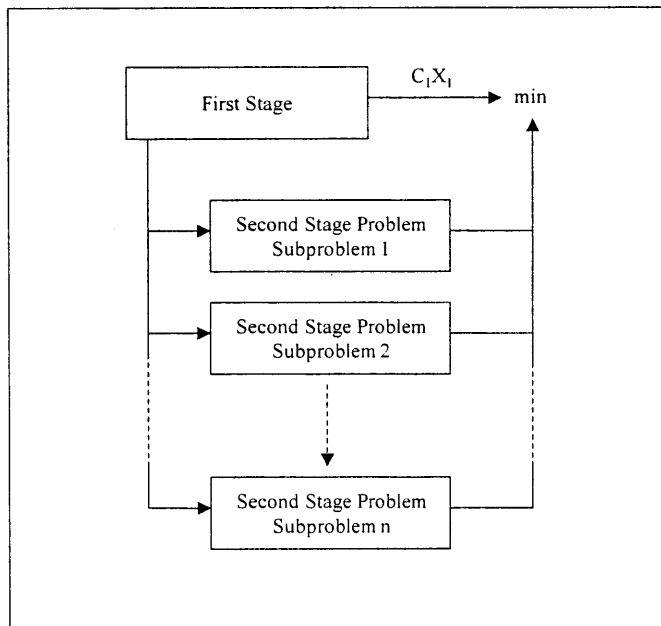 C₁X₁
First Stage
min
Second Stage Problem
Subproblem 1
Second Stage Problem
Subproblem 2
Second Stage Problem
Subproblem n